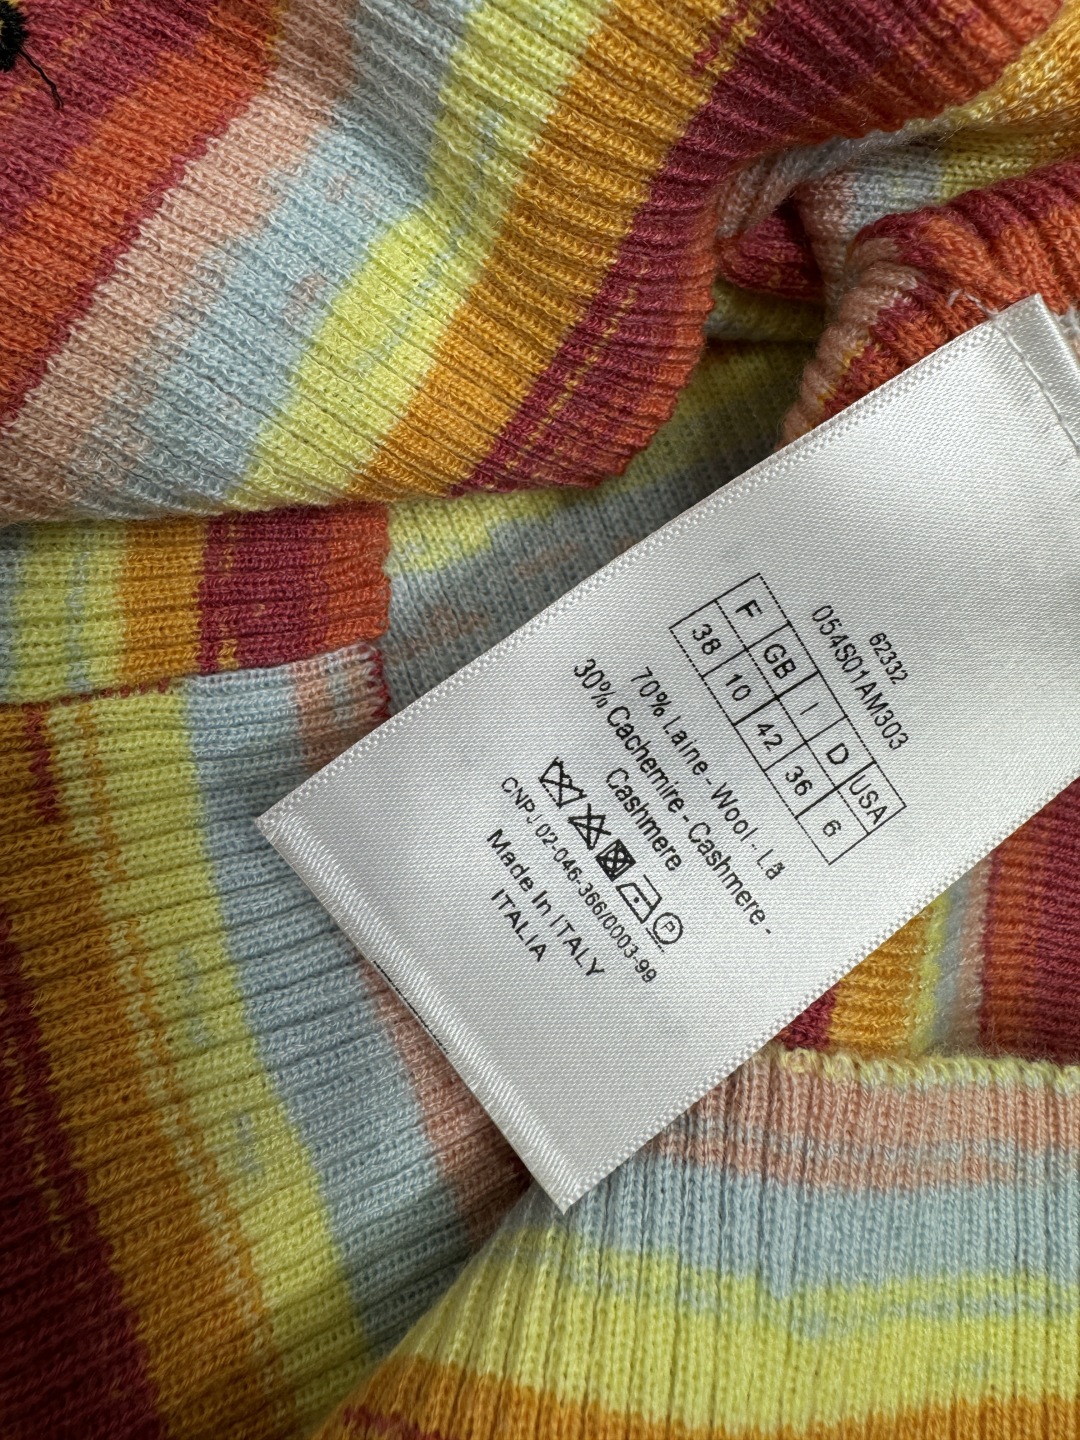 62332
054S01AM303
F GB I D USA
38 10 42 36 6
70% Laine - Wool - Lã
30% Cachemire - Cashmere -
Cashmere
P
CNPJ 02-046-366/0003-99
Made In ITALY
ITALIA